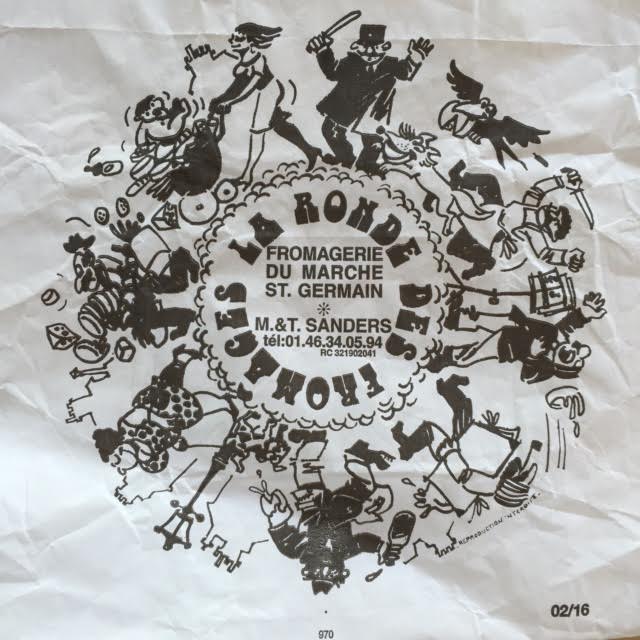 LA RONDE DES FROMAGES
FROMAGERIE
DU MARCHE
ST. GERMAIN
M.&T. SANDERS
tél:01.46.34.05.94
RC 321902041
REPRODUCTION INTERDITE
02/16
970